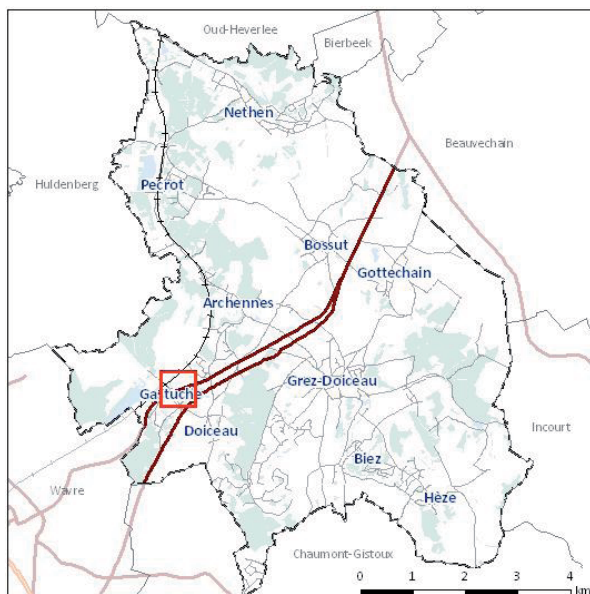 Oud-Heverlee
Bierbeek
Nethen
Beauvechain
Huldenberg
Pecrot
Bossut
Gottechain
Archennes
Grez-Doiceau
Gastuche
Doiceau
Incourt
Biez
Wavre
Hèze
Chaumont-Gistoux
0 1 2 3 4
km